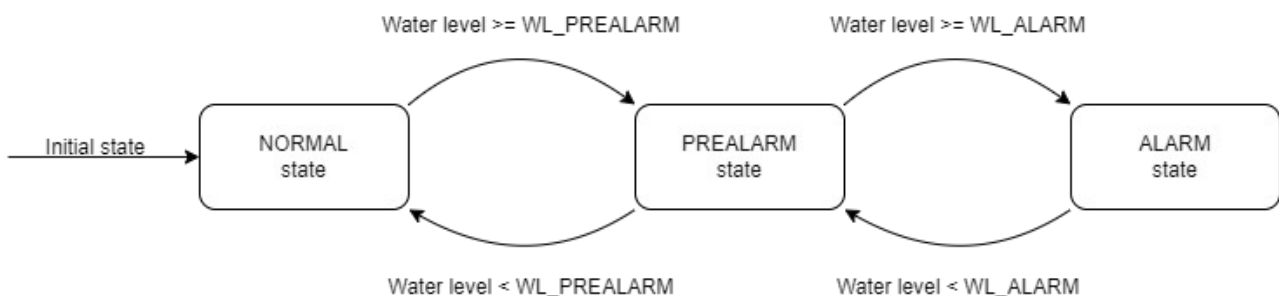 Water level >= WL_PREALARM
Water level >= WL_ALARM
Initial state
NORMAL
state
PREALARM
state
ALARM
state
Water level < WL_PREALARM
Water level < WL_ALARM